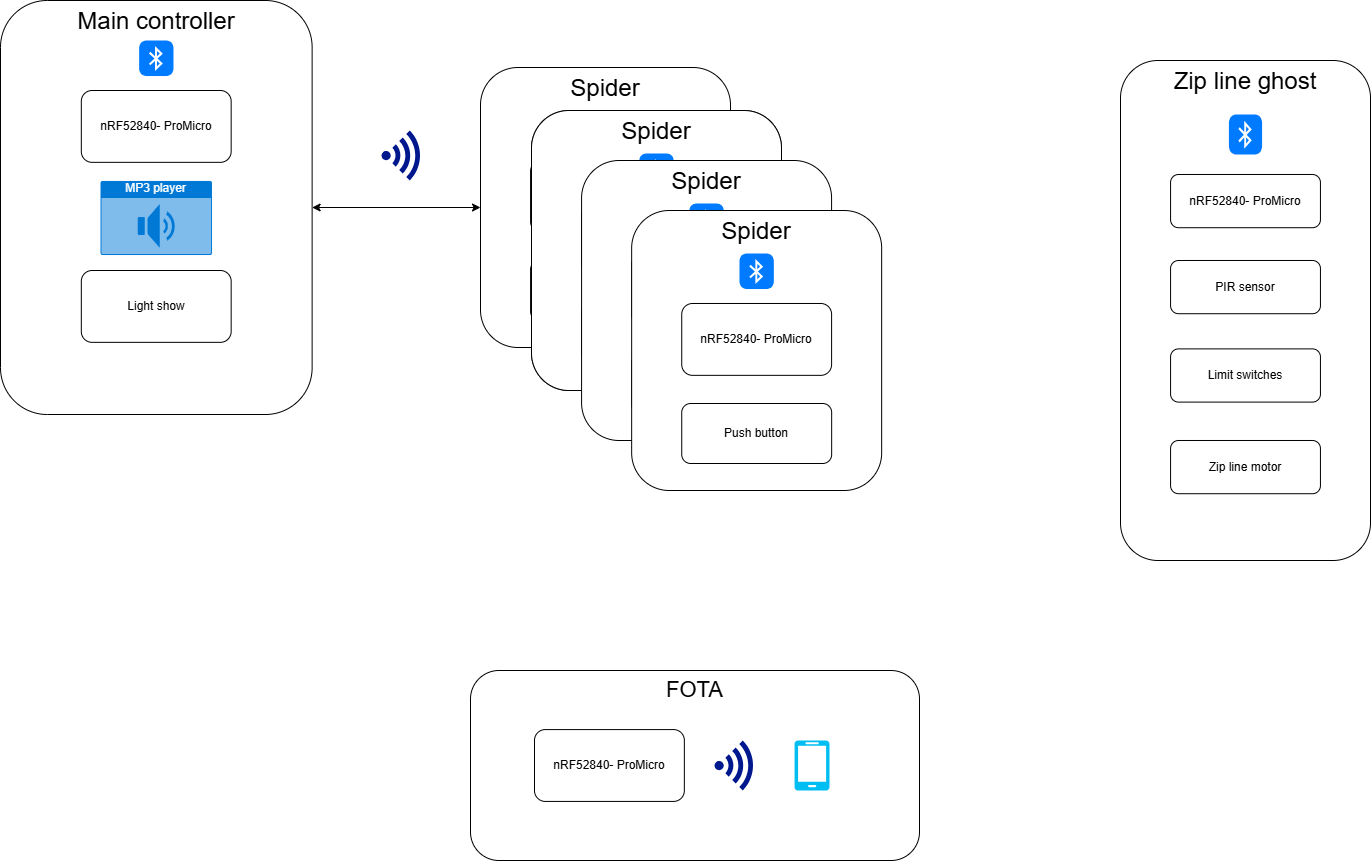 Main controller
nRF52840- ProMicro
MP3 player
Light show
Spider
Spider
Spider
Spider
nRF52840- ProMicro
Push button
Zip line ghost
nRF52840- ProMicro
PIR sensor
Limit switches
Zip line motor
FOTA
nRF52840- ProMicro